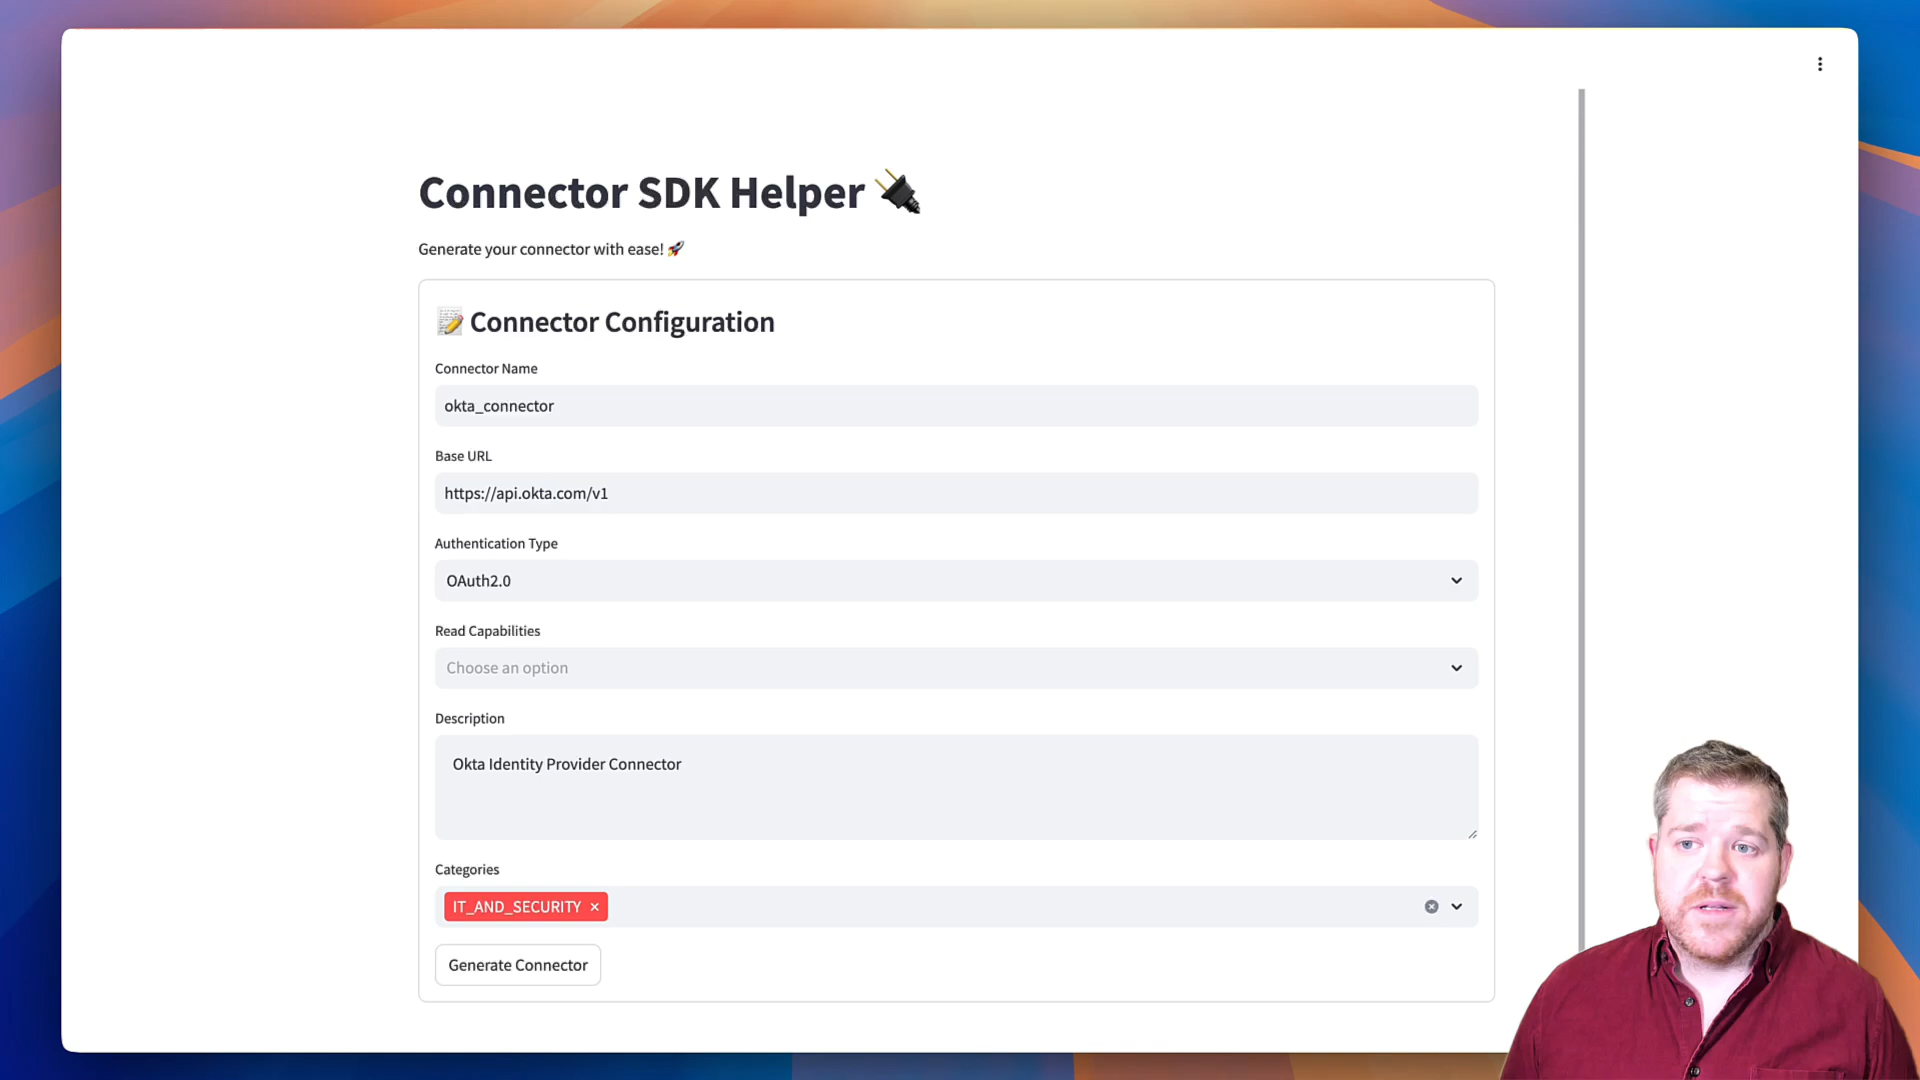 Connector SDK Helper
Generate your connector with ease!
Connector Configuration
Connector Name
okta_connector
Base URL
https://api.okta.com/v1
Authentication Type
OAuth2.0
Read Capabilities
Choose an option
Description
Okta Identity Provider Connector
Categories
IT_AND_SECURITY ×
Generate Connector